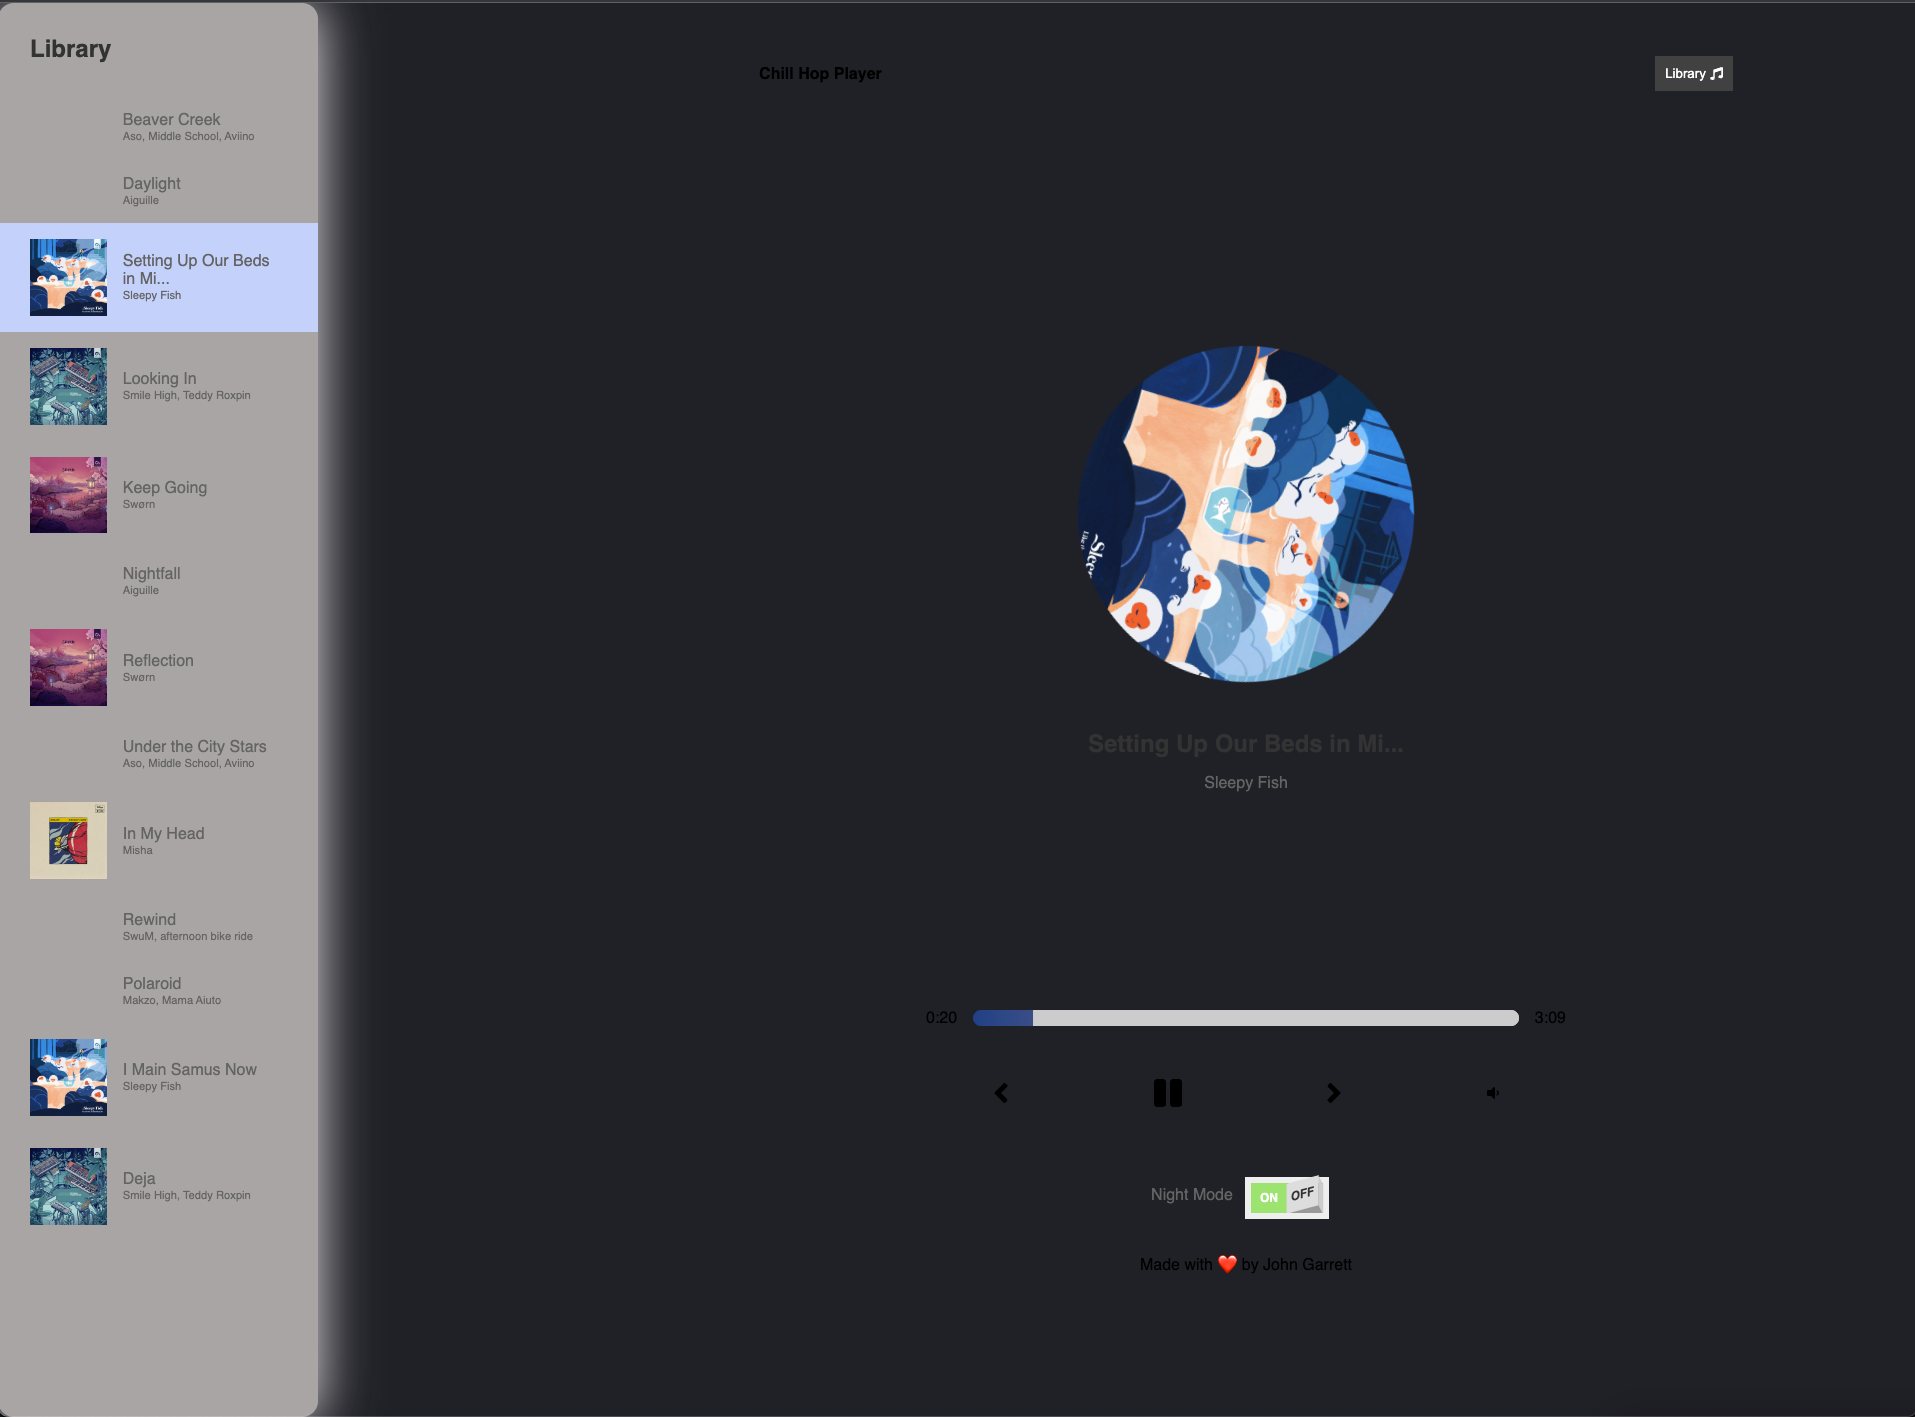 Library
Beaver Creek
Aso, Middle School, Aviino
Daylight
Aiguille
Setting Up Our Beds
in Mi...
Sleepy Fish
Looking In
Smile High, Teddy Roxpin
Keep Going
Swørn
Nightfall
Aiguille
Reflection
Swørn
Under the City Stars
Aso, Middle School, Aviino
In My Head
Misha
Rewind
SwuM, afternoon bike ride
Polaroid
Makzo, Mama Aiuto
I Main Samus Now
Sleepy Fish
Deja
Smile High, Teddy Roxpin
Chill Hop Player
Library
Setting Up Our Beds in Mi...
Sleepy Fish
0:20
3:09
Night Mode
ON OFF
Made with ❤️ by John Garrett